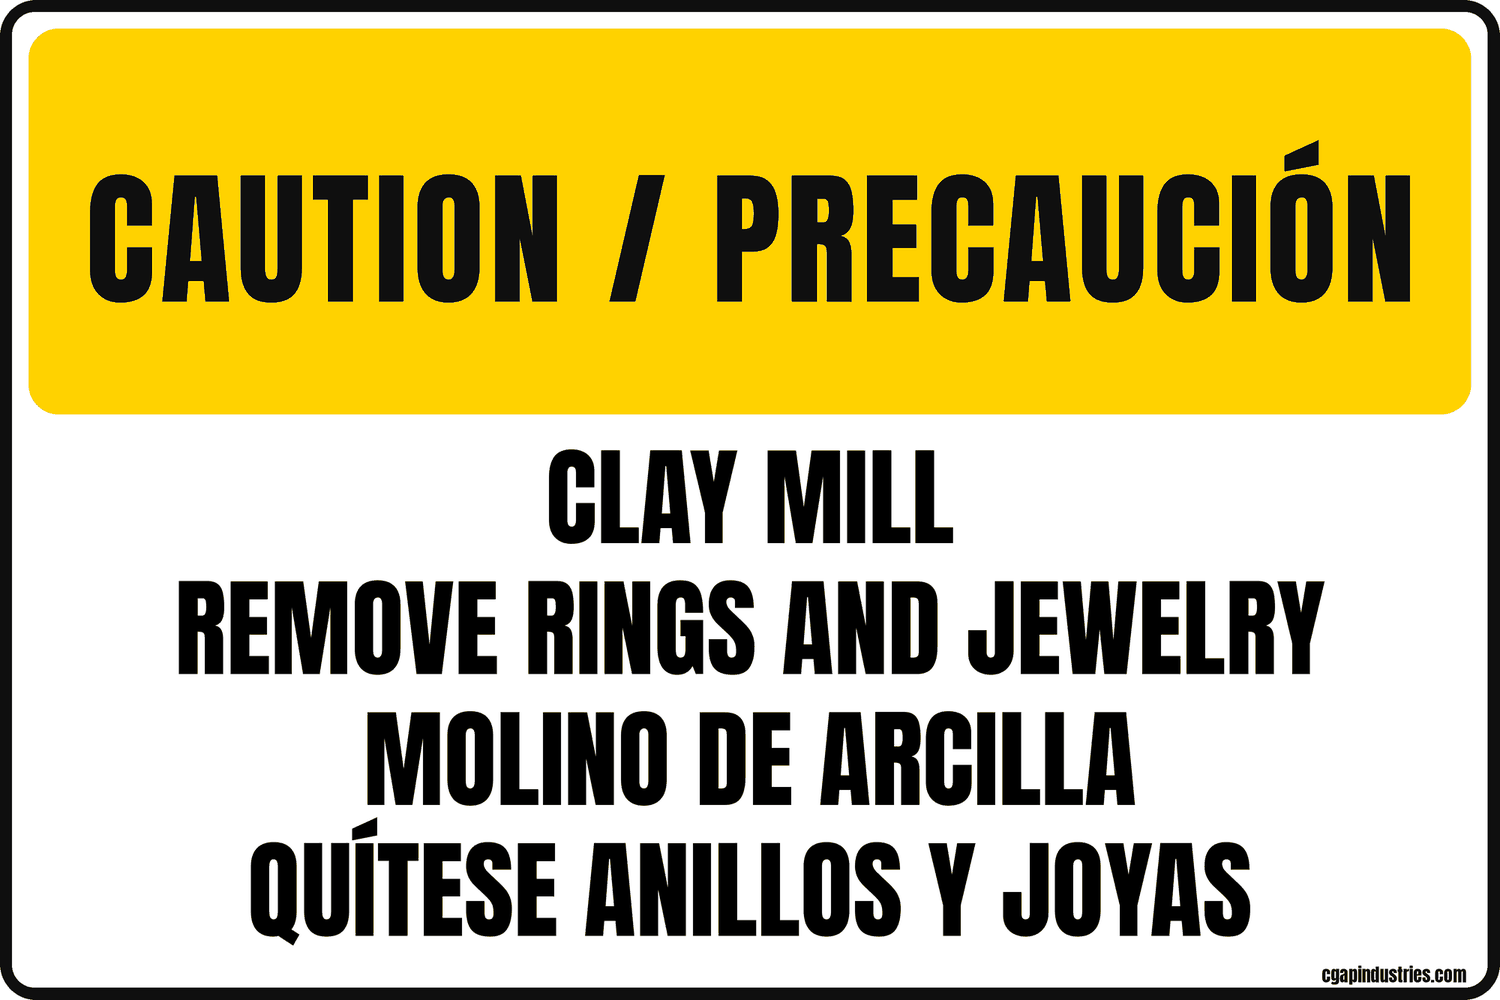 CAUTION / PRECAUCIÓN
CLAY MILL
REMOVE RINGS AND JEWELRY
MOLINO DE ARCILLA
QUÍTESE ANILLOS Y JOYAS
cgapindustries.com